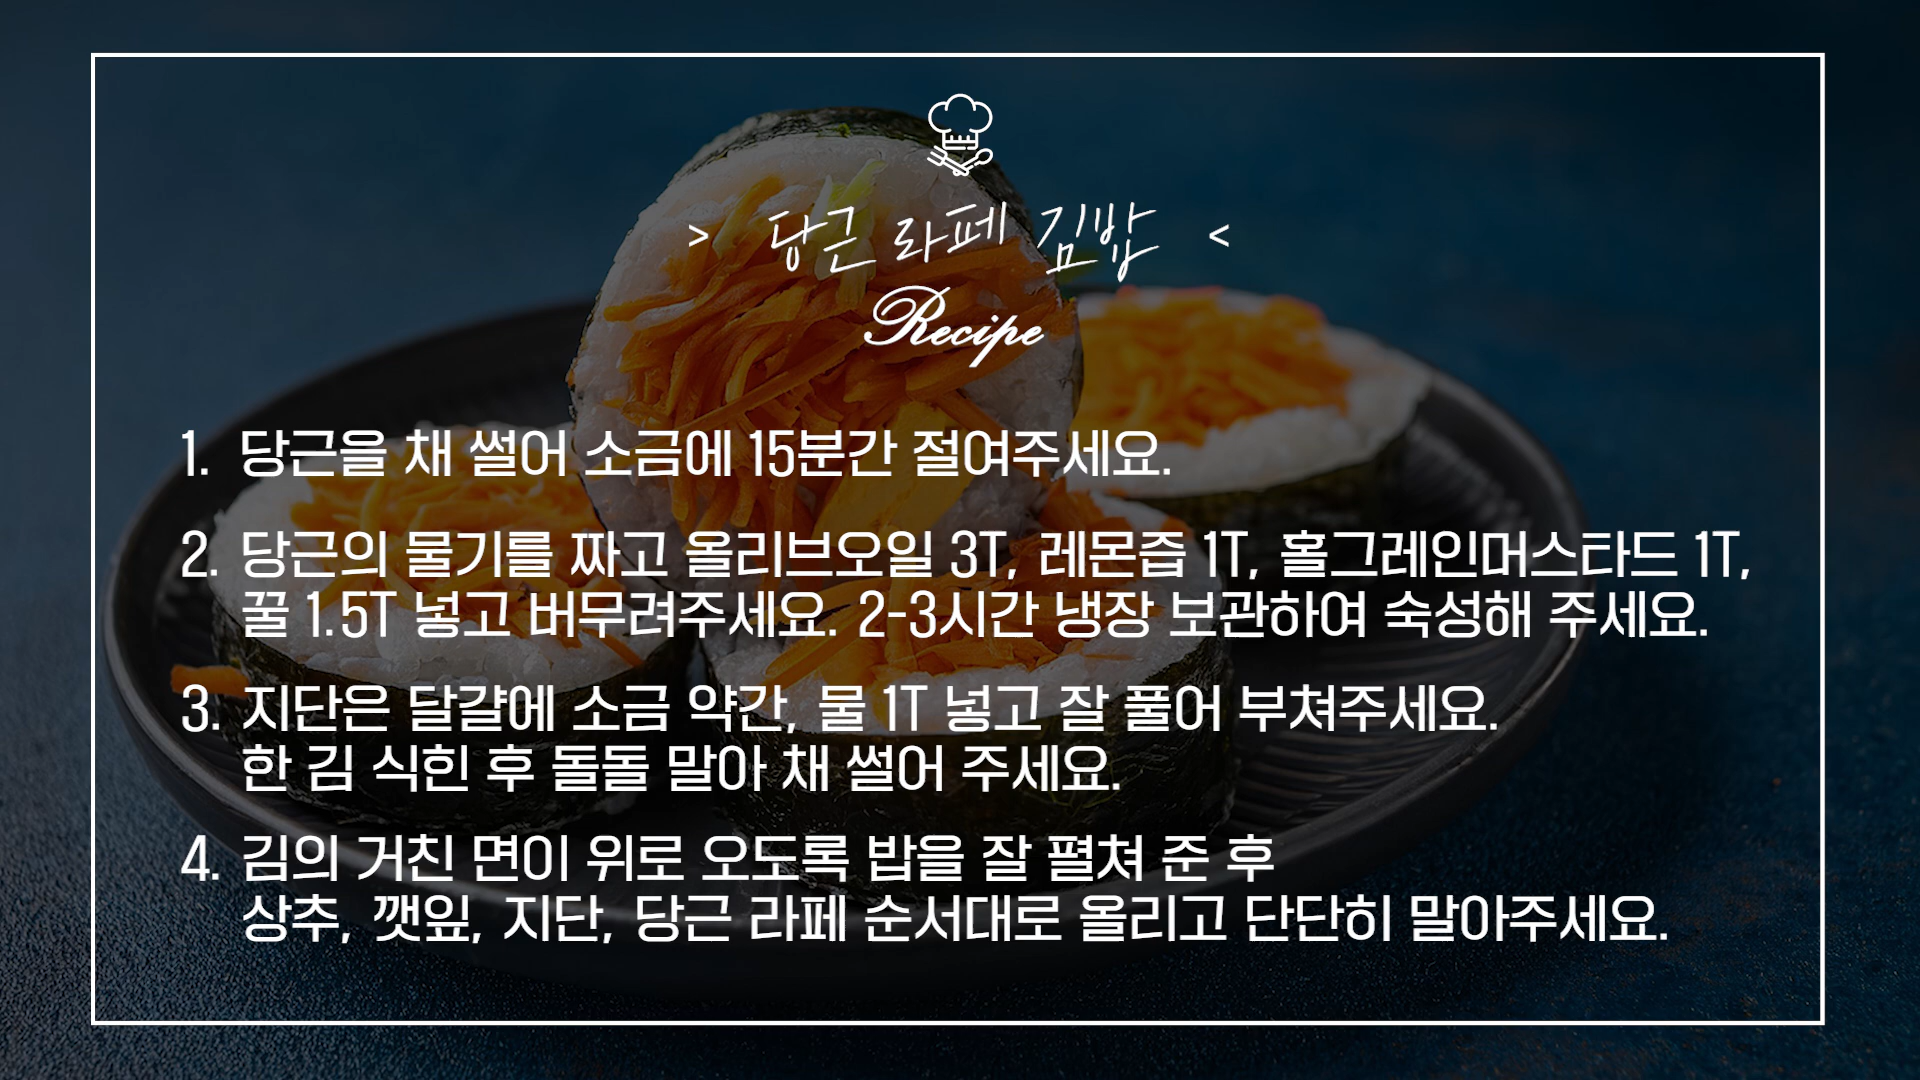 > 당근 라페 김밥 <
Recipe
1. 당근을 채 썰어 소금에 15분간 절여주세요.
2. 당근의 물기를 짜고 올리브오일 3T, 레몬즙 1T, 홀그레인머스타드 1T,
꿀 1.5T 넣고 버무려주세요. 2-3시간 냉장 보관하여 숙성해 주세요.
3. 지단은 달걀에 소금 약간, 물 1T 넣고 잘 풀어 부쳐주세요.
한 김 식힌 후 돌돌 말아 채 썰어 주세요.
4. 김의 거친 면이 위로 오도록 밥을 잘 펼쳐 준 후
상추, 깻잎, 지단, 당근 라페 순서대로 올리고 단단히 말아주세요.